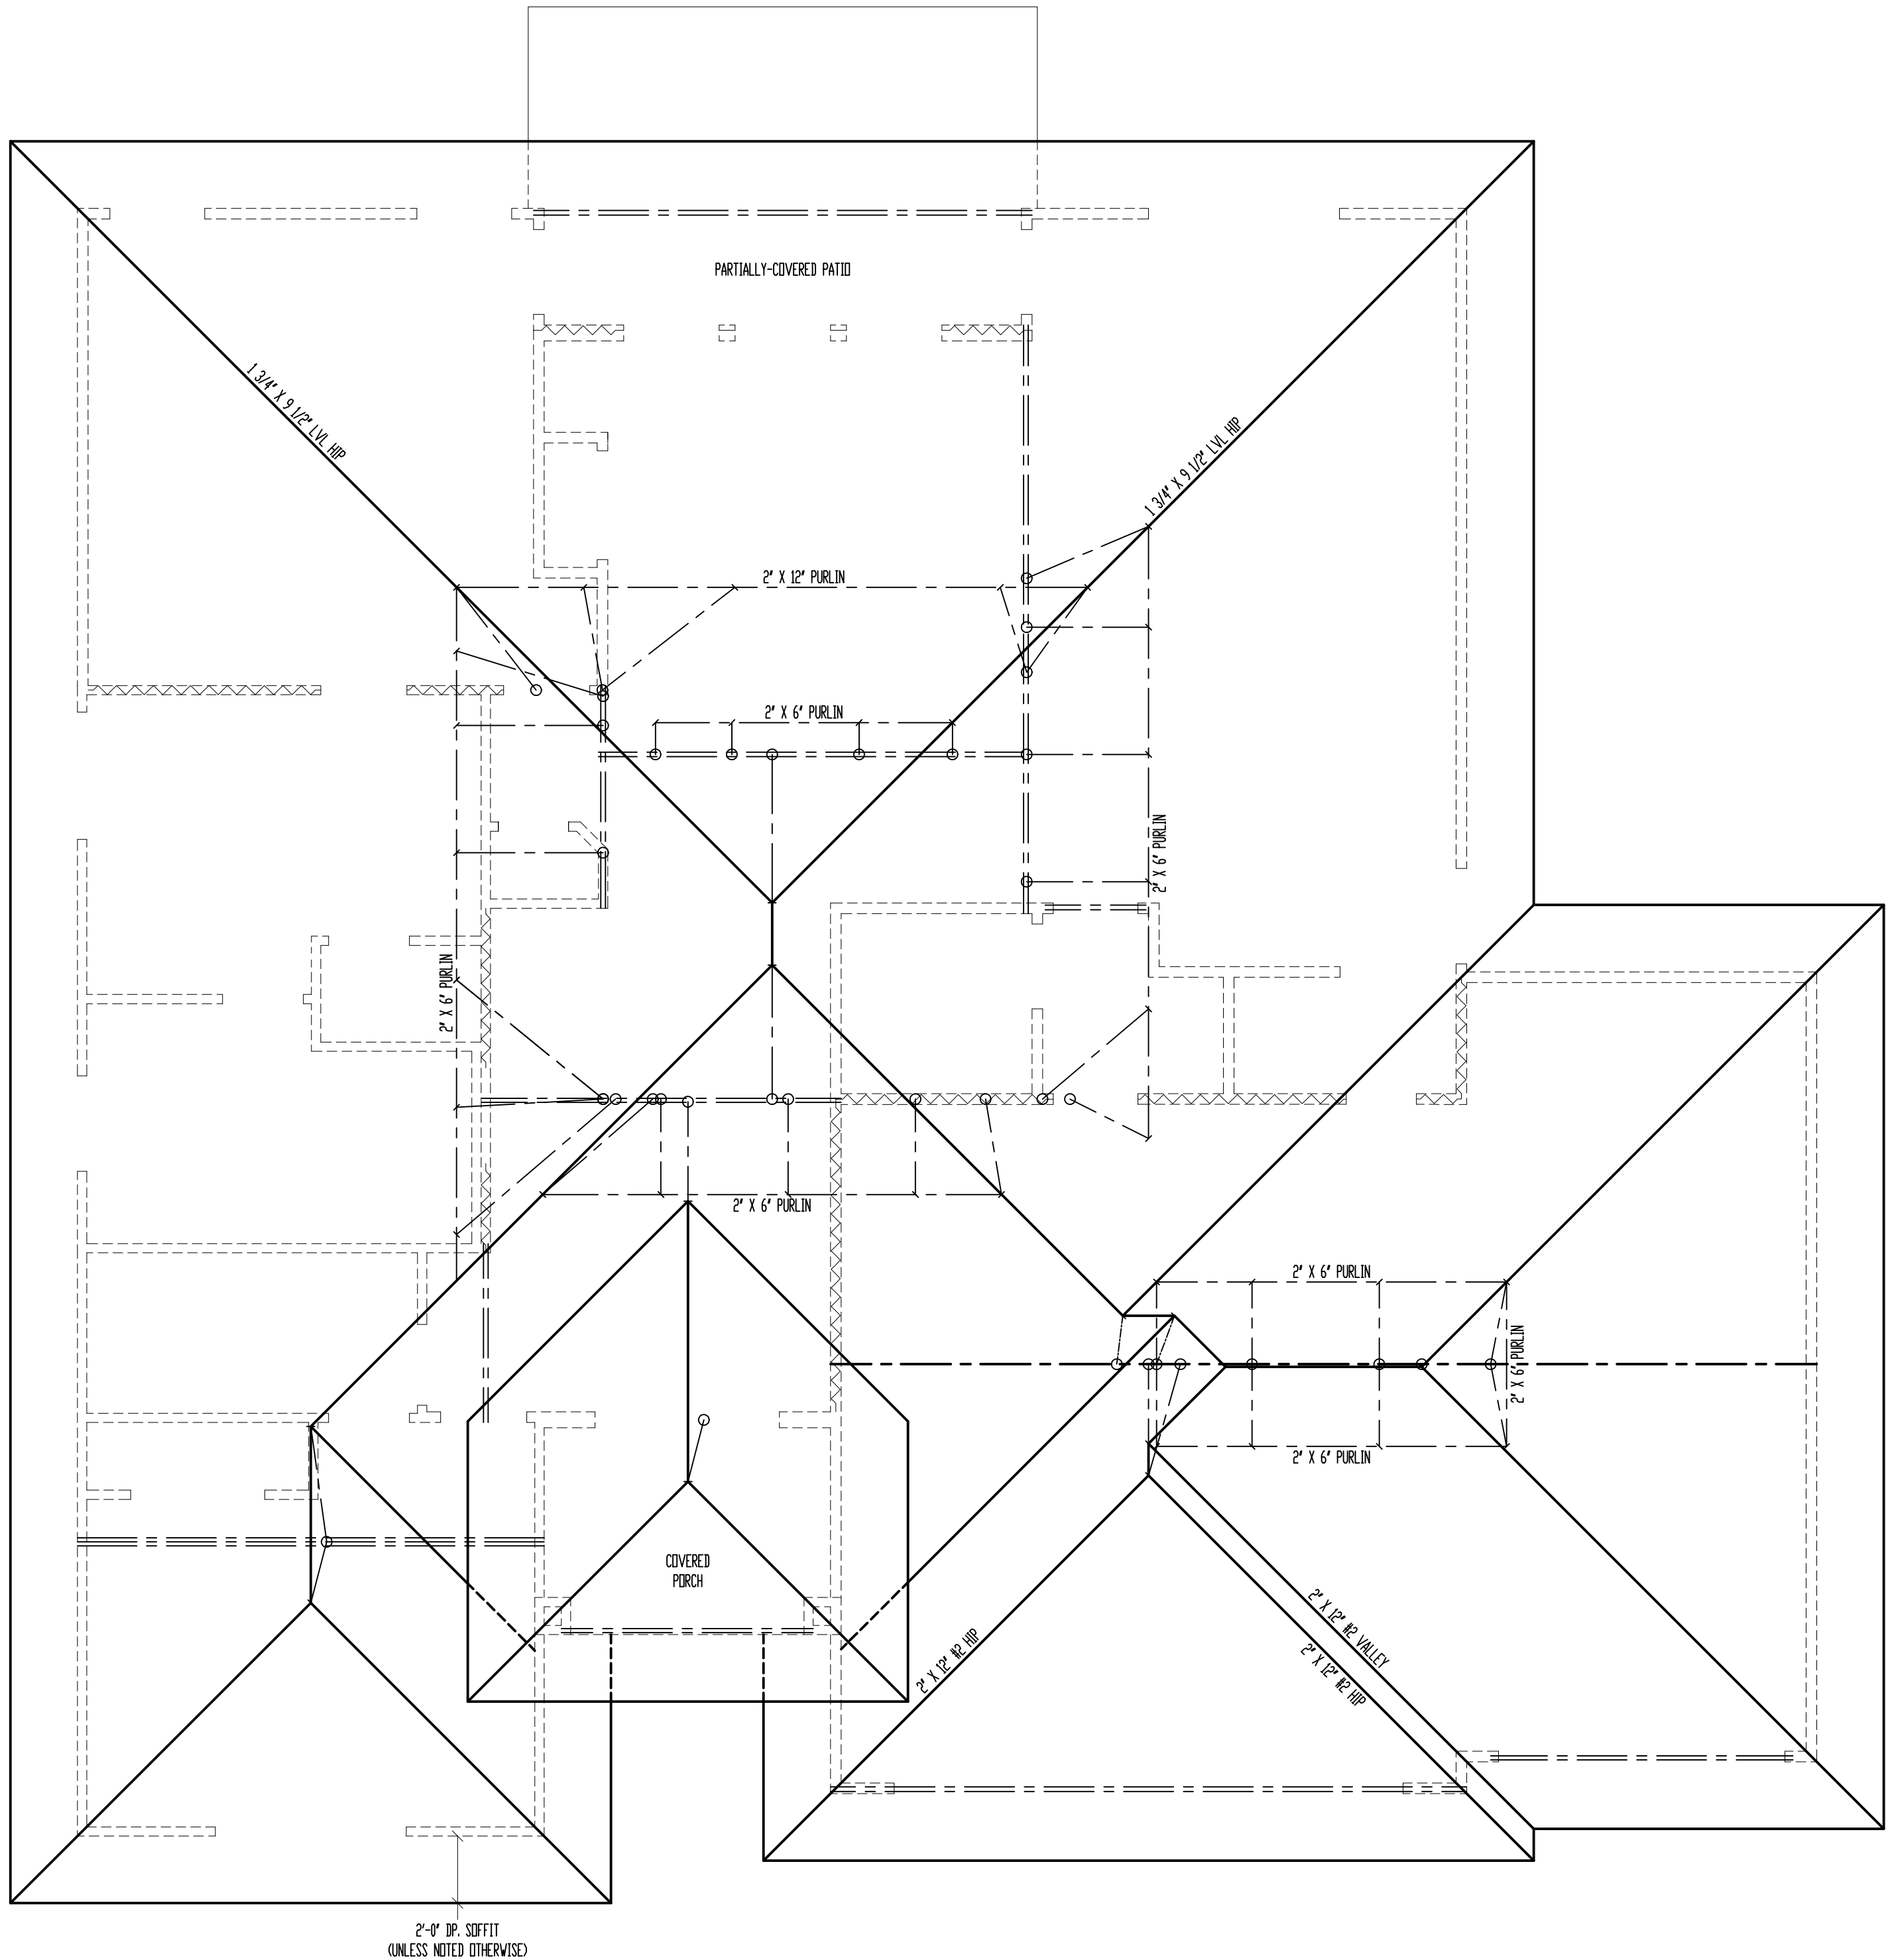 PARTIALLY-COVERED PATIO
1 3/4" X 9 1/2" LVL HIP
1 3/4" X 9 1/2" LVL HIP
2" X 12" PURLIN
2" X 6" PURLIN
2" X 6" PURLIN
2" X 6" PURLIN
2" X 6" PURLIN
2" X 6" PURLIN
2" X 6" PURLIN
2" X 6" PURLIN
COVERED
PORCH
2" X 12" #2 HIP
2" X 12" #2 VALLEY
2" X 12" #2 HIP
2'-0" DP. SOFFIT
(UNLESS NOTED OTHERWISE)